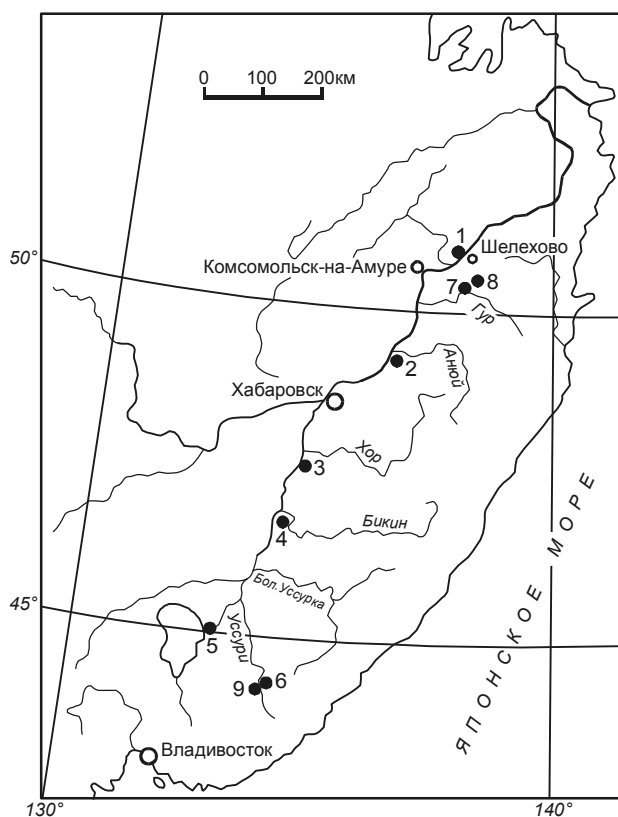 0 100 200км
1
Шелехово
50°
Комсомольск-на-Амуре
7 8
Гур
2
Анюй
Хабаровск
3
Хор
4
Бикин
45°
Бол.Уссурка
5
Уссури
9 6
ЯПОНСКОЕ МОРЕ
Владивосток
130° 140°